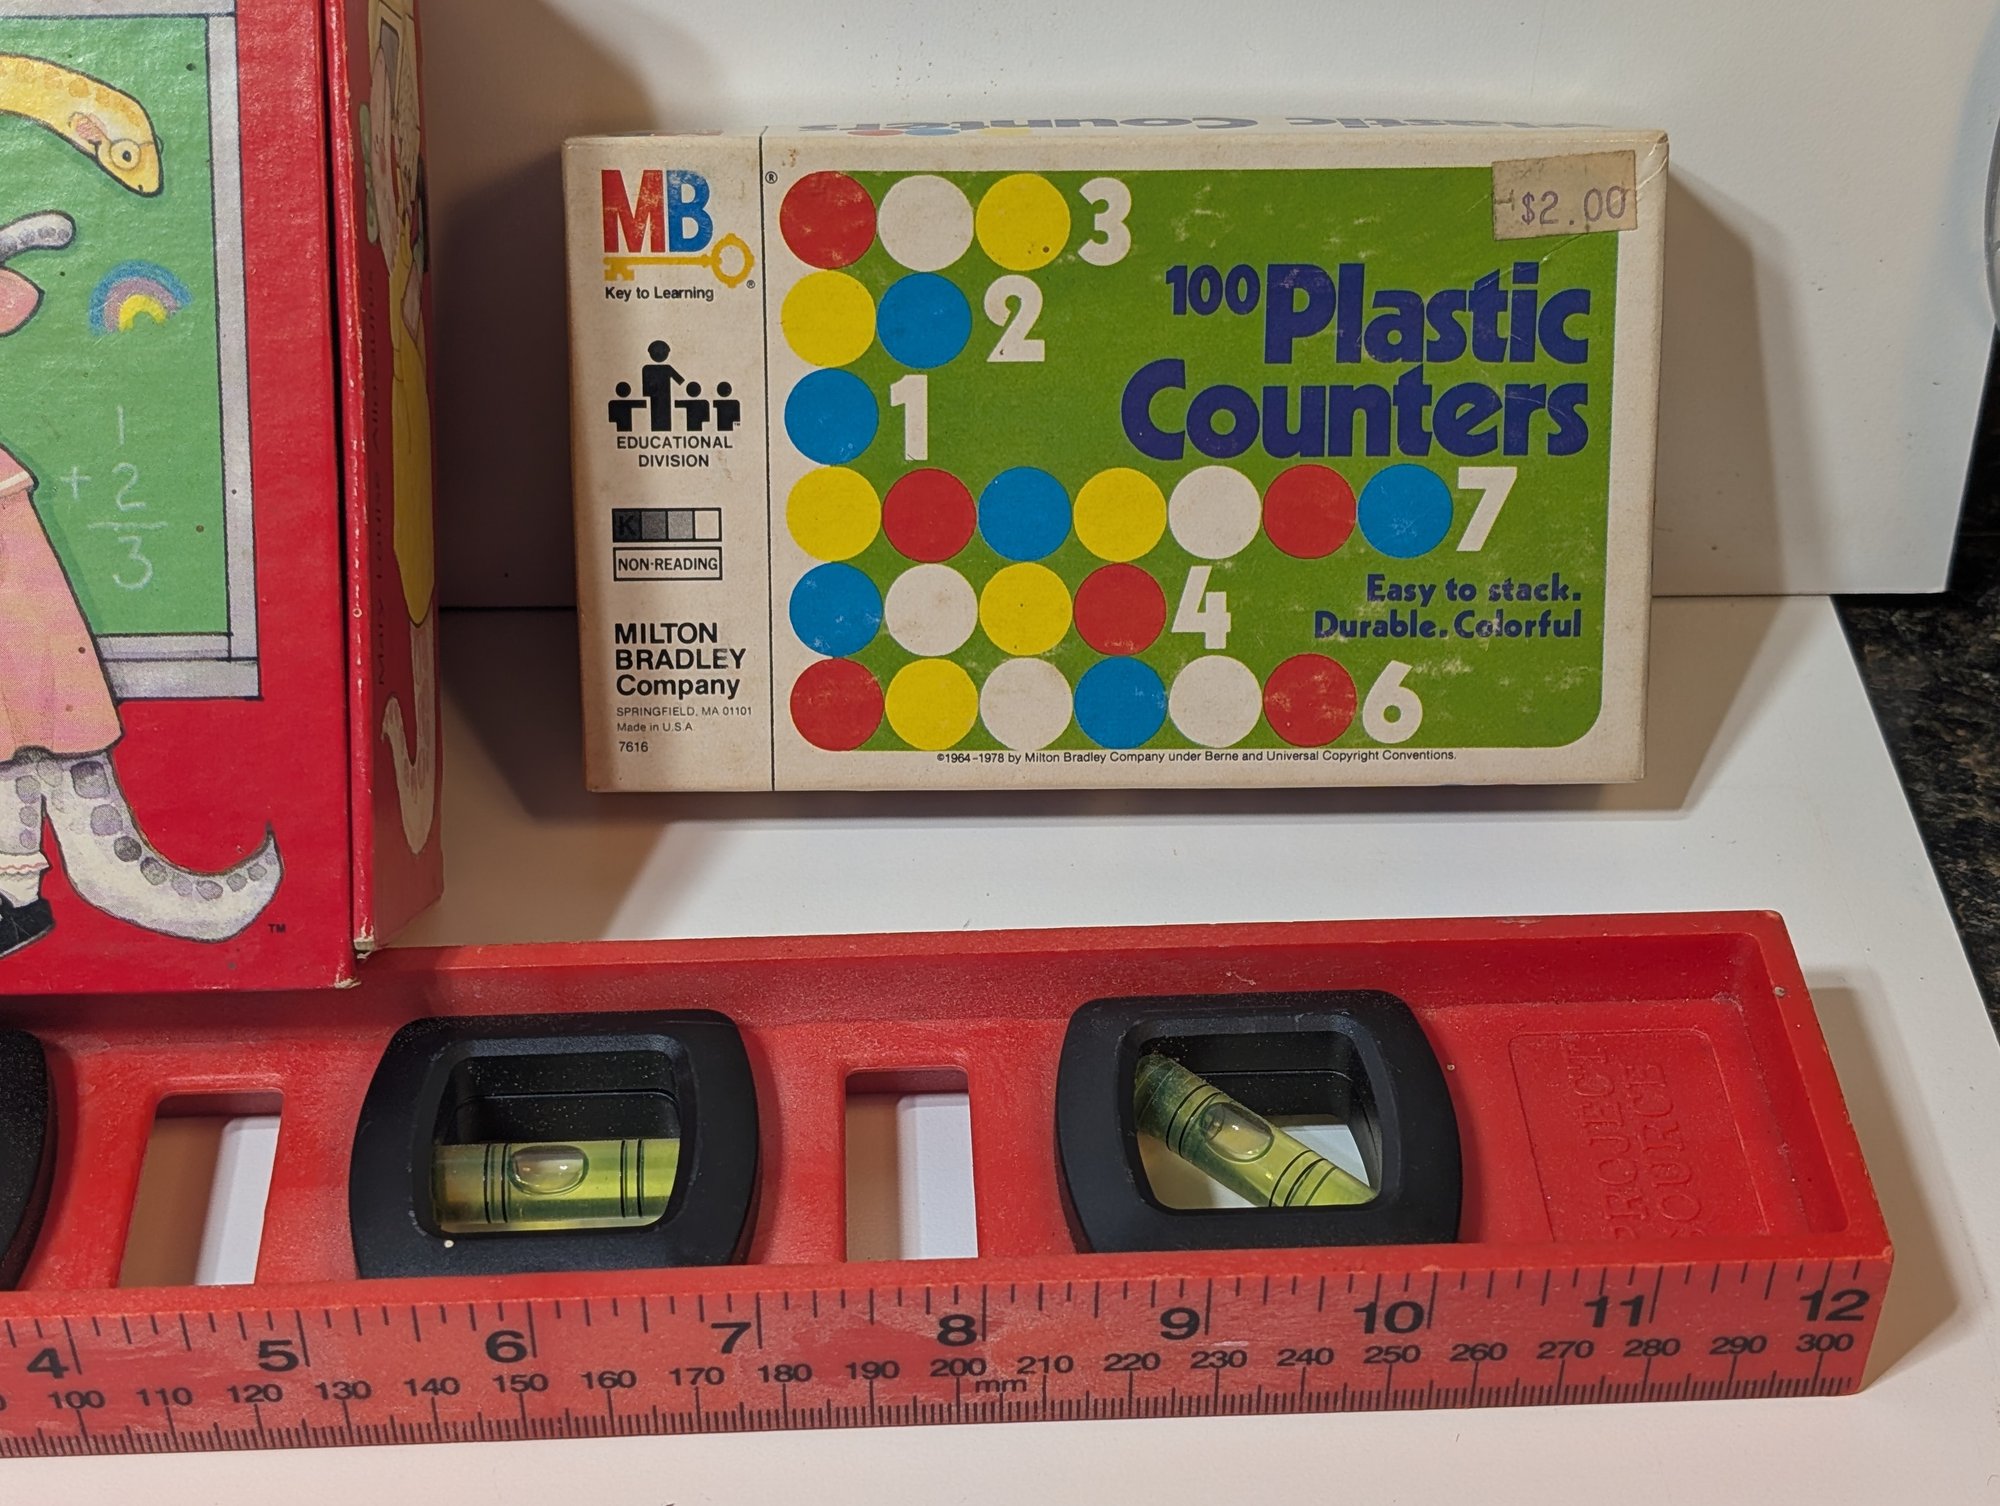 1
+ 2
3
TM
MB®
Key to Learning
EDUCATIONAL
DIVISION
K
NON-READING
MILTON
BRADLEY
Company
SPRINGFIELD, MA 01101
Made in U.S.A.
7616
Plastic Counters
®
$2.00
3
2
1
100 Plastic
Counters
7
Easy to stack.
Durable. Colorful
4
6
©1964-1978 by Milton Bradley Company under Berne and Universal Copyright Conventions.
PROJECT
SOURCE
4 5 6 7 8 9 10 11 12
100 110 120 130 140 150 160 170 180 190 200 210 220 230 240 250 260 270 280 290 300
mm